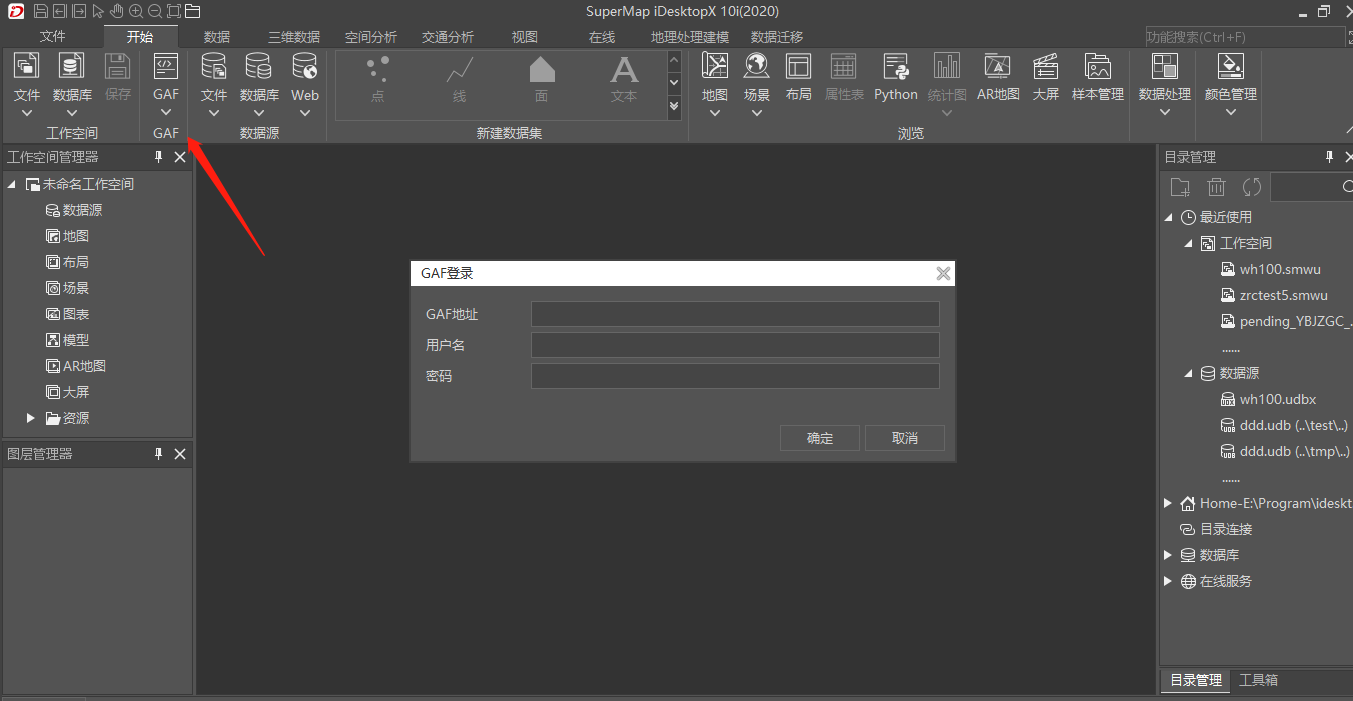 SuperMap iDesktopX 10i(2020)
文件 开始 数据 三维数据 空间分析 交通分析 视图 在线 地理处理建模 数据迁移 功能搜索(Ctrl+F)
文件 数据库 保存 GAF 文件 数据库 Web 点 线 面 文本 地图 场景 布局 属性表 Python 统计图 AR地图 大屏 样本管理 数据处理 颜色管理
工作空间 GAF 数据源 新建数据集 浏览
工作空间管理器
未命名工作空间
数据源
地图
布局
场景
图表
模型
AR地图
大屏
资源
图层管理器
GAF登录
GAF地址
用户名
密码
确定 取消
目录管理
最近使用
工作空间
wh100.smwu
zrctest5.smwu
pending_YBJZGC_..
......
数据源
wh100.udbx
ddd.udb (..\test\..)
ddd.udb (..\tmp\..)
......
Home-E:\Program\ideskt
目录连接
数据库
在线服务
目录管理 工具箱